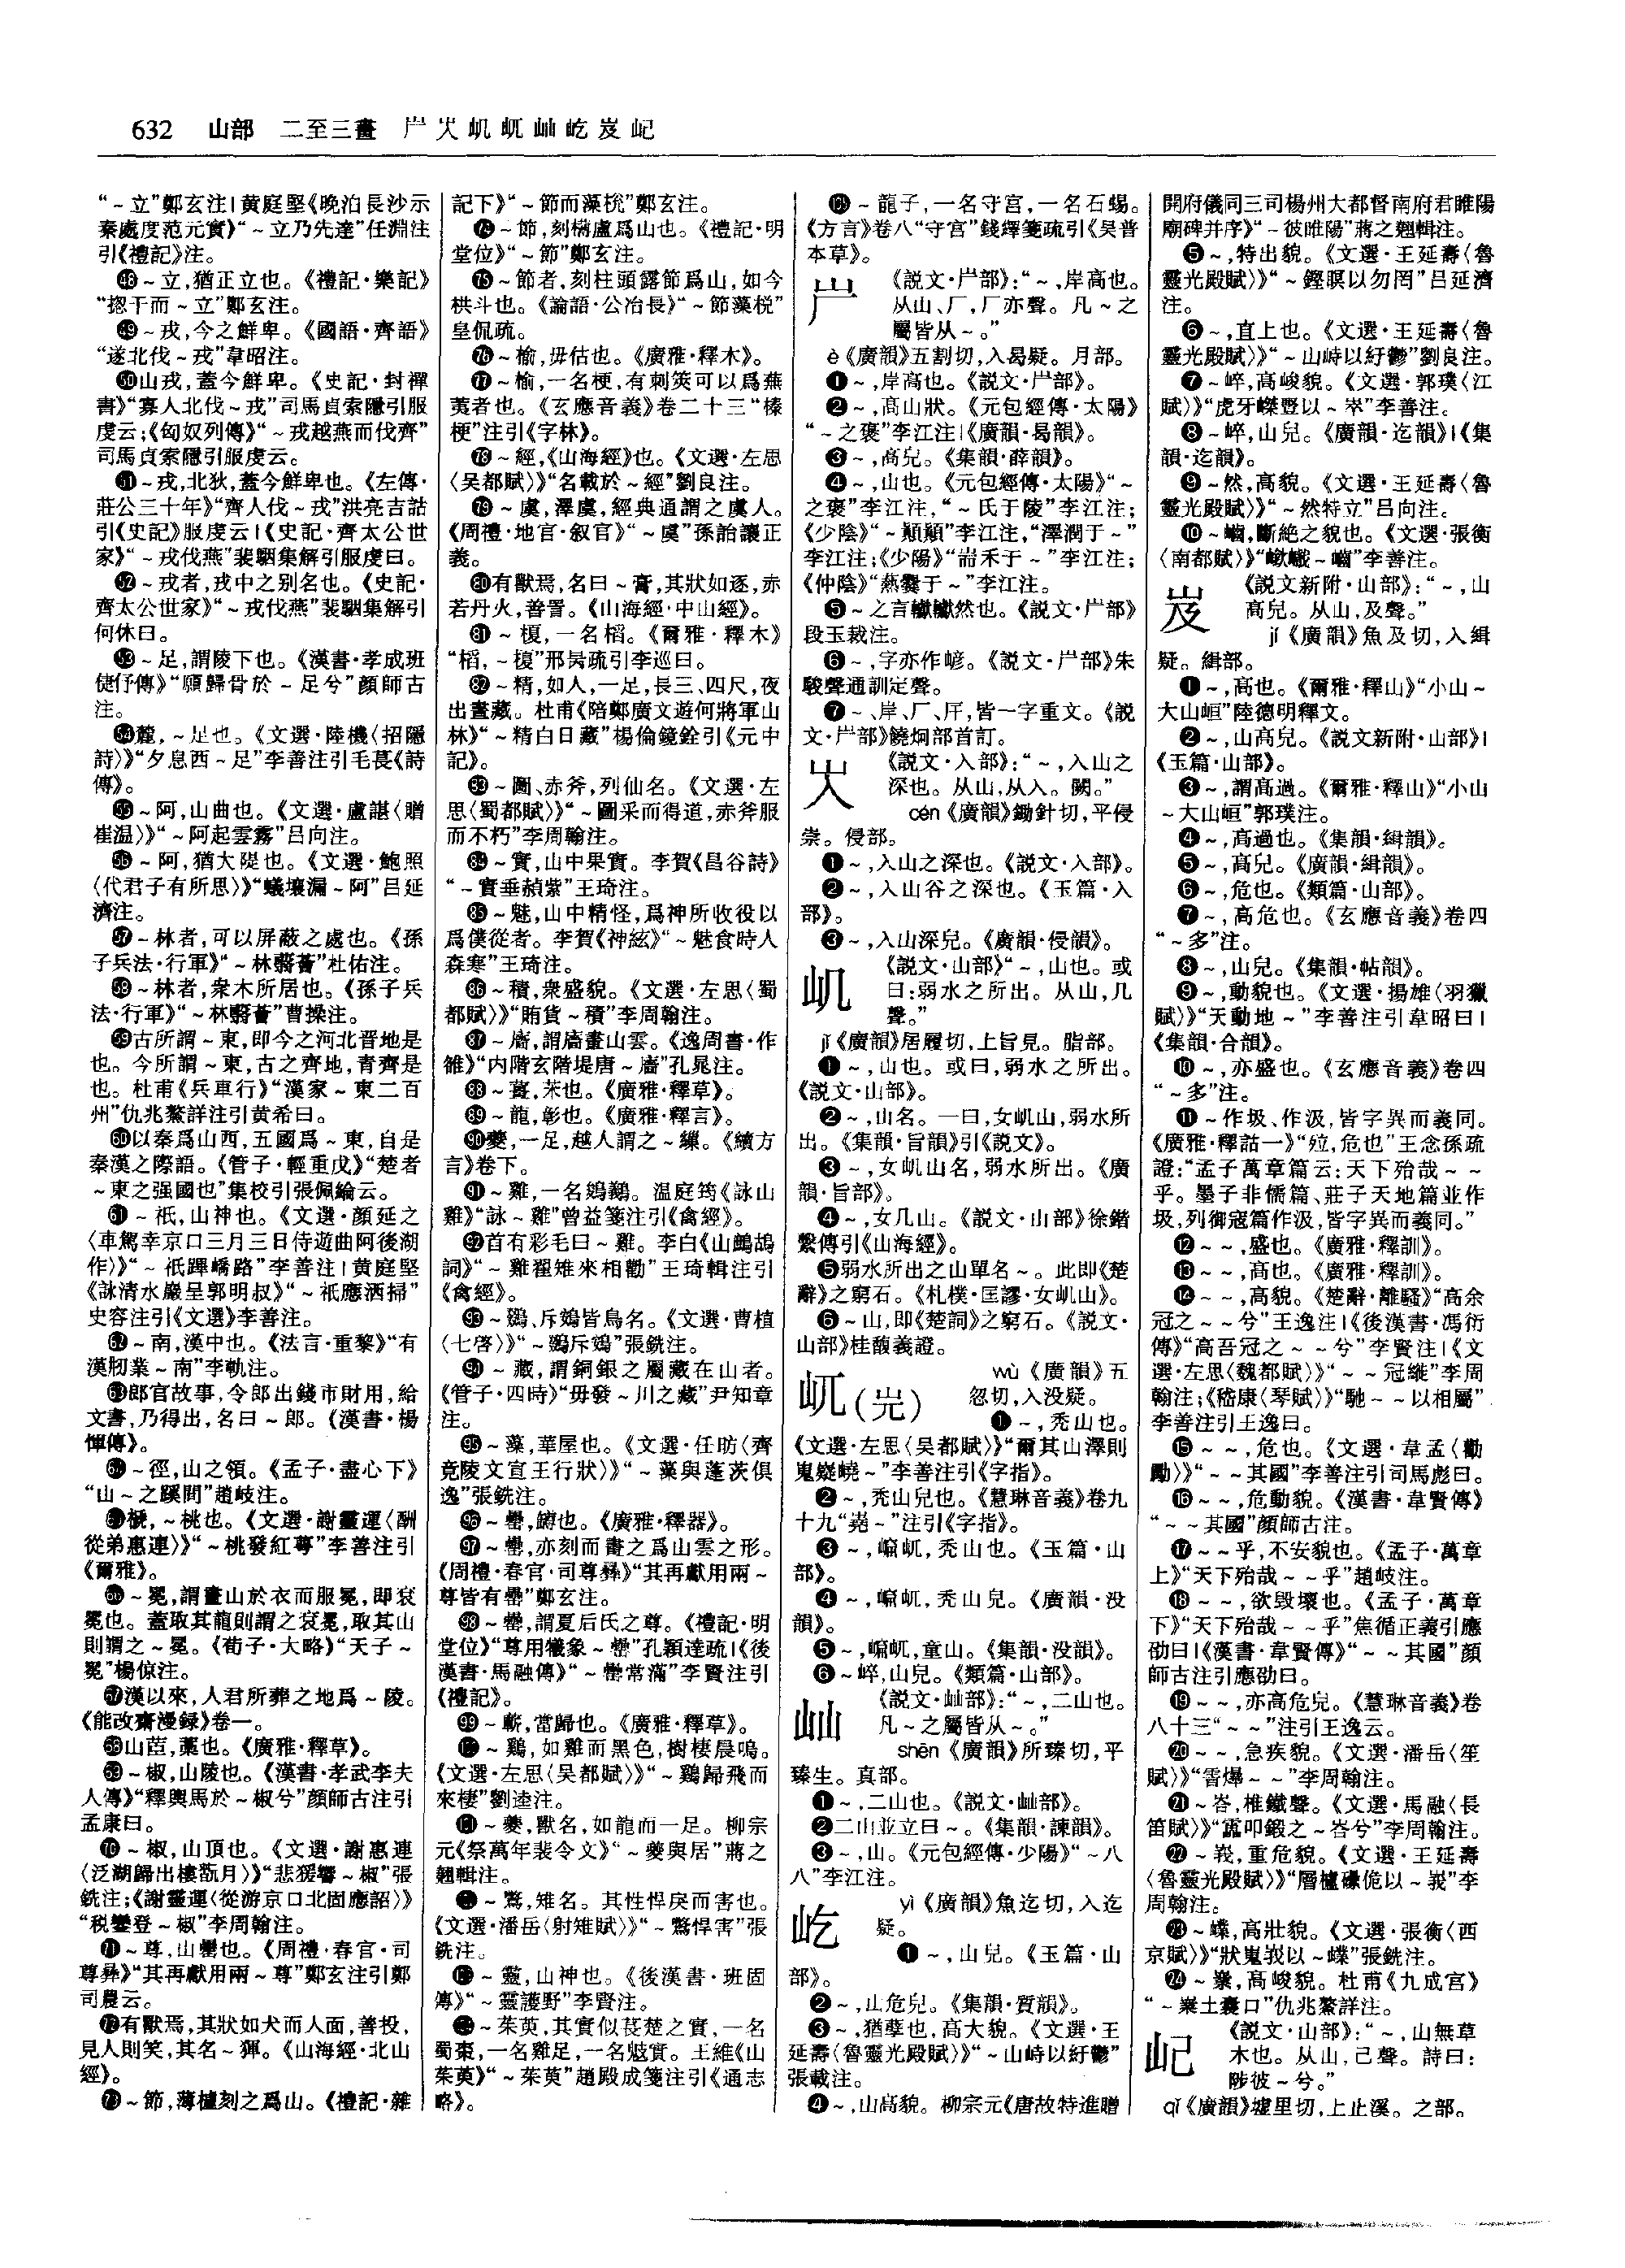 632 山部 二至三畫 屵 㞥 屼 屼 屾 屹 岌 屺
“～立”鄭玄注|黄庭堅《晚泊長沙示
秦處度范元實》“～立乃先達”任淵注
引《禮記》注。
㊽～立,猶正立也。《禮記·樂記》
“揔干而～立”鄭玄注。
㊾～戎,今之鮮卑。《國語·齊語》
“遂北伐～戎”韋昭注。
㊿山戎,蓋今鮮卑。《史記·封禪
書》“寡人北伐～戎”司馬貞索隱引服
虔云;《匈奴列傳》“～戎越燕而伐齊”
司馬貞索隱引服虔云。
51～戎,北狄,蓋今鮮卑也。《左傳·
莊公三十年》“齊人伐～戎”洪亮吉詁
引《史記》服虔云|《史記·齊太公世
家》“～戎伐燕”裴駰集解引服虔曰。
52～戎者,戎中之别名也。《史記·
齊太公世家》“～戎伐燕”裴駰集解引
何休曰。
53～足,謂陵下也。《漢書·孝成班
倢伃傳》“願歸骨於～足兮”顏師古
注。
54麓,～足也。《文選·陸機〈招隱
詩〉》“夕息西～足”李善注引毛萇《詩
傳》。
55～阿,山曲也。《文選·盧諶〈贈
崔温〉》“～阿起雲霧”吕向注。
56～阿,猶大隄也。《文選·鮑照
〈代君子有所思〉》“蟻壤漏～阿”吕延
濟注。
57～林者,可以屏蔽之處也。《孫
子兵法·行軍》“～林蘙薈”杜佑注。
58～林者,衆木所居也。《孫子兵
法·行軍》“～林蘙薈”曹操注。
59古所謂～東,即今之河北晋地是
也。今所謂～東,古之齊地,青齊是
也。杜甫《兵車行》“漢家～東二百
州”仇兆鰲詳注引黄希曰。
60以秦爲山西,五國爲～東,自是
秦漢之際語。《管子·輕重戊》“楚者
～東之强國也”集校引張佩綸云。
61～祇,山神也。《文選·顔延之
〈車駕幸京口三月三日侍遊曲阿後湖
作〉》“～祇蹕嶠路”李善注|黄庭堅
《詠清水巖呈郭明叔》“～祇應洒掃”
史容注引《文選》李善注。
62～南,漢中也。《法言·重黎》“有
漢刱業～南”李軌注。
63郎官故事,令郎出錢市財用,給
文書,乃得出,名曰～郎。《漢書·楊
惲傳》。
64～徑,山之領。《孟子·盡心下》
“山～之蹊間”趙岐注。
65榹,～桃也。《文選·謝靈運〈酬
從弟惠連〉》“～桃發紅萼”李善注引
《爾雅》。
66～冕,謂畫山於衣而服冕,即衮
冕也。蓋取其龍則謂之衮冕,取其山
則謂之～冕。《荀子·大略》“天子～
冕”楊倞注。
67漢以來,人君所葬之地爲～陵。
《能改齋漫録》卷一。
68山茝,藁也。《廣雅·釋草》。
69～椒,山陵也。《漢書·孝武李夫
人傳》“釋輿馬於～椒兮”顏師古注引
孟康曰。
70～椒,山頂也。《文選·謝惠連
〈泛湖歸出樓翫月〉》“悲猨響～椒”張
銑注;《謝靈運〈從游京口北固應詔〉》
“税鑾登～椒”李周翰注。
71～尊,山罍也。《周禮·春官·司
尊彝》“其再獻用兩～尊”鄭玄注引鄭
司農云。
72有獸焉,其狀如犬而人面,善投,
見人則笑,其名～𤟤。《山海經·北山
經》。
73～節,薄櫨刻之爲山。《禮記·雜
記下》“～節而藻梲”鄭玄注。
74～節,刻欂盧爲山也。《禮記·明
堂位》“～節”鄭玄注。
75～節者,刻柱頭露節爲山,如今
栱斗也。《論語·公冶長》“～節藻梲”
皇侃疏。
76～榆,毋估也。《廣雅·釋木》。
77～榆,一名梗,有刺筴可以爲燕
荑者也。《玄應音義》卷二十三“榛
梗”注引《字林》。
78～經,《山海經》也。《文選·左思
〈吴都賦〉》“名載於～經”劉良注。
79～虞,澤虞,經典通謂之虞人。
《周禮·地官·叙官》“～虞”孫詒讓正
義。
80有獸焉,名曰～膏,其狀如逐,赤
若丹火,善詈。《山海經·中山經》。
81～榎,一名槄。《爾雅·釋木》
“槄,～榎”邢昺疏引李巡曰。
82～精,如人,一足,長三、四尺,夜
出晝藏。杜甫《陪鄭廣文遊何將軍山
林》“～精白日藏”楊倫鏡銓引《元中
記》。
83～圖、赤斧,列仙名。《文選·左
思〈蜀都賦〉》“～圖采而得道,赤斧服
而不朽”李周翰注。
84～實,山中果實。李賀《昌谷詩》
“～實垂赬紫”王琦注。
85～魅,山中精怪,爲神所收役以
爲僕從者。李賀《神絃》“～魅食時人
森寒”王琦注。
86～積,衆盛貌。《文選·左思〈蜀
都賦〉》“賄貨～積”李周翰注。
87～廧,謂廧畫山雲。《逸周書·作
雒》“内階玄階堤唐～廧”孔晁注。
88～薑,茱也。《廣雅·釋草》。
89～龍,彰也。《廣雅·釋言》。
90夔,一足,越人謂之～繅。《續方
言》卷下。
91～雞,一名鵕鸃。温庭筠《詠山
雞》“詠～雞”曾益箋注引《禽經》。
92首有彩毛曰～雞。李白《山鷓鴣
詞》“～雞翟雉來相勸”王琦輯注引
《禽經》。
93～鷄、斥鷃皆鳥名。《文選·曹植
〈七啓〉》“～鷄斥鷃”張銑注。
94～藏,謂銅銀之屬藏在山者。
《管子·四時》“毋發～川之藏”尹知章
注。
95～藻,華屋也。《文選·任昉〈齊
竟陵文宣王行狀〉》“～藻與蓬茨俱
逸”張銑注。
96～罍,罇也。《廣雅·釋器》。
97～罍,亦刻而畫之爲山雲之形。
《周禮·春官·司尊彝》“其再獻用兩～
尊皆有罍”鄭玄注。
98～罍,謂夏后氏之尊。《禮記·明
堂位》“尊用犧象～罍”孔穎達疏|《後
漢書·馬融傳》“～罍常滿”李賢注引
《禮記》。
99～蘄,當歸也。《廣雅·釋草》。
100～鷄,如雞而黑色,樹棲晨鳴。
《文選·左思〈吴都賦〉》“～鷄歸飛而
來棲”劉逵注。
101～夔,獸名,如龍而一足。柳宗
元《祭萬年裴令文》“～夔與居”蔣之
翹輯注。
102～鷩,雉名。其性悍戾而害也。
《文選·潘岳〈射雉賦〉》“～鷩悍害”張
銑注。
103～靈,山神也。《後漢書·班固
傳》“～靈護野”李賢注。
104～茱萸,其實似萇楚之實,一名
蜀棗,一名雞足,一名鬾實。王維《山
茱萸》“～茱萸”趙殿成箋注引《通志
略》。
105～龍子,一名守宫,一名石蜴。
《方言》卷八“守宫”錢繹箋疏引《吴普
本草》。
屵 《説文·屵部》:“～,岸高也。
从山、厂,厂亦聲。凡～之
屬皆从～。”
è《廣韻》五割切,入曷疑。月部。
❶～,岸高也。《説文·屵部》。
❷～,高山狀。《元包經傳·太陽》
“～之褒”李江注|《廣韻·曷韻》。
❸～,高皃。《集韻·薛韻》。
❹～,山也。《元包經傳·太陽》“～
之褒”李江注,“～氏于陵”李江注;
《少陰》“～顛顛”李江注,“澤潤于～”
李江注;《少陽》“耑禾于～”李江注;
《仲陰》“爇爨于～”李江注。
❺～之言巘巘然也。《説文·屵部》
段玉裁注。
❻～,字亦作㟧。《説文·屵部》朱
駿聲通訓定聲。
❼～、岸、厂、厈,皆一字重文。《説
文·屵部》饒炯部首訂。
㞥 《説文·入部》:“～,入山之
深也。从山,从入。闕。”
cén《廣韻》鋤針切,平侵
崇。侵部。
❶～,入山之深也。《説文·入部》。
❷～,入山谷之深也。《玉篇·入
部》。
❸～,入山深皃。《廣韻·侵韻》。
屼 《説文·山部》“～,山也。或
曰:弱水之所出。从山,几
聲。”
jǐ《廣韻》居履切,上旨見。脂部。
❶～,山也。或曰,弱水之所出。
《説文·山部》。
❷～,山名。一曰,女屼山,弱水所
出。《集韻·旨韻》引《説文》。
❸～,女屼山名,弱水所出。《廣
韻·旨部》。
❹～,女几山。《説文·山部》徐鍇
繫傳引《山海經》。
❺弱水所出之山單名～。此即《楚
辭》之窮石。《札樸·匡謬·女屼山》。
❻～山,即《楚詞》之窮石。《説文·
山部》桂馥義證。
屼(𡵆) wù《廣韻》五
忽切,入没疑。
❶～,秃山也。
《文選·左思〈吴都賦〉》“爾其山澤則
嵬嶷嶢～”李善注引《字指》。
❷～,秃山皃也。《慧琳音義》卷九
十九“嶤～”注引《字指》。
❸～,崛屼,秃山也。《玉篇·山
部》。
❹～,崛屼,秃山皃。《廣韻·没
韻》。
❺～,崛屼,童山。《集韻·没韻》。
❻～崪,山皃。《類篇·山部》。
屾 《説文·屾部》:“～,二山也。
凡～之屬皆从～。”
shēn《廣韻》所臻切,平
臻生。真部。
❶～,二山也。《説文·屾部》。
❷二山並立曰～。《集韻·諫韻》。
❸～,山。《元包經傳·少陽》“～八
八”李江注。
屹 yì《廣韻》魚迄切,入迄
疑。
❶～,山皃。《玉篇·山
部》。
❷～,山危皃。《集韻·質韻》。
❸～,猶孽也,高大貌。《文選·王
延壽〈魯靈光殿賦〉》“～山峙以紆鬱”
張載注。
❹～,山高貌。柳宗元《唐故特進贈
開府儀同三司楊州大都督南府君睢陽
廟碑并序》“～彼睢陽”蔣之翹輯注。
❺～,特出貌。《文選·王延壽〈魯
靈光殿賦〉》“～鏗瞑以勿罔”吕延濟
注。
❻～,直上也。《文選·王延壽〈魯
靈光殿賦〉》“～山峙以紆鬱”劉良注。
❼～崪,高峻貌。《文選·郭璞〈江
賦〉》“虎牙嵥豎以～崒”李善注。
❽～崪,山皃。《廣韻·迄韻》|《集
韻·迄韻》。
❾～然,高貌。《文選·王延壽〈魯
靈光殿賦〉》“～然特立”吕向注。
❿～㠢,斷絶之貌也。《文選·張衡
〈南都賦〉》“㠍嶬～㠢”李善注。
岌 《説文新附·山部》:“～,山
高皃。从山,及聲。”
jí《廣韻》魚及切,入緝
疑。緝部。
❶～,高也。《爾雅·釋山》“小山～
大山峘”陸德明釋文。
❷～,山高皃。《説文新附·山部》|
《玉篇·山部》。
❸～,謂高過。《爾雅·釋山》“小山
～大山峘”郭璞注。
❹～,高過也。《集韻·緝韻》。
❺～,高皃。《廣韻·緝韻》。
❻～,危也。《類篇·山部》。
❼～,高危也。《玄應音義》卷四
“～多”注。
❽～,山皃。《集韻·帖韻》。
❾～,動貌也。《文選·揚雄〈羽獵
賦〉》“天動地～”李善注引韋昭曰|
《集韻·合韻》。
❿～,亦盛也。《玄應音義》卷四
“～多”注。
⓫～作圾、作汲,皆字異而義同。
《廣雅·釋詁一》“㱞,危也”王念孫疏
證:“孟子萬章篇云:天下殆哉～～
乎。墨子非儒篇、莊子天地篇並作
圾,列御寇篇作汲,皆字異而義同。”
⓬～～,盛也。《廣雅·釋訓》。
⓭～～,高也。《廣雅·釋訓》。
⓮～～,高貌。《楚辭·離騷》“高余
冠之～～兮”王逸注|《後漢書·馮衍
傳》“高吾冠之～～兮”李賢注|《文
選·左思〈魏都賦〉》“～～冠縰”李周
翰注;《嵇康〈琴賦〉》“馳～～以相屬”
李善注引王逸曰。
⓯～～,危也。《文選·韋孟〈諷
諫〉》“～～其國”李善注引司馬彪曰。
⓰～～,危動貌。《漢書·韋賢傳》
“～～其國”顏師古注。
⓱～～乎,不安貌也。《孟子·萬章
上》“天下殆哉～～乎”趙岐注。
⓲～～,欲毀壞也。《孟子·萬章
下》“天下殆哉～～乎”焦循正義引應
劭曰|《漢書·韋賢傳》“～～其國”顏
師古注引應劭曰。
⓳～～,亦高危皃。《慧琳音義》卷
八十三“～～”注引王逸云。
⓴～～,急疾貌。《文選·潘岳〈笙
賦〉》“霅爗～～”李周翰注。
㉑～峇,椎鐵聲。《文選·馬融〈長
笛賦〉》“䨓叩鍛之～峇兮”李周翰注。
㉒～峩,重危貌。《文選·王延壽
〈魯靈光殿賦〉》“層櫨磥佹以～峩”李
周翰注。
㉓～嶫,高壯貌。《文選·張衡〈西
京賦〉》“狀嵬峩以～嶫”張銑注。
㉔～嶪,高峻貌。杜甫《九成宫》
“～嶪土囊口”仇兆鰲詳注。
屺 《説文·山部》:“～,山無草
木也。从山,己聲。詩曰:
陟彼～兮。”
qǐ《廣韻》墟里切,上止溪。之部。